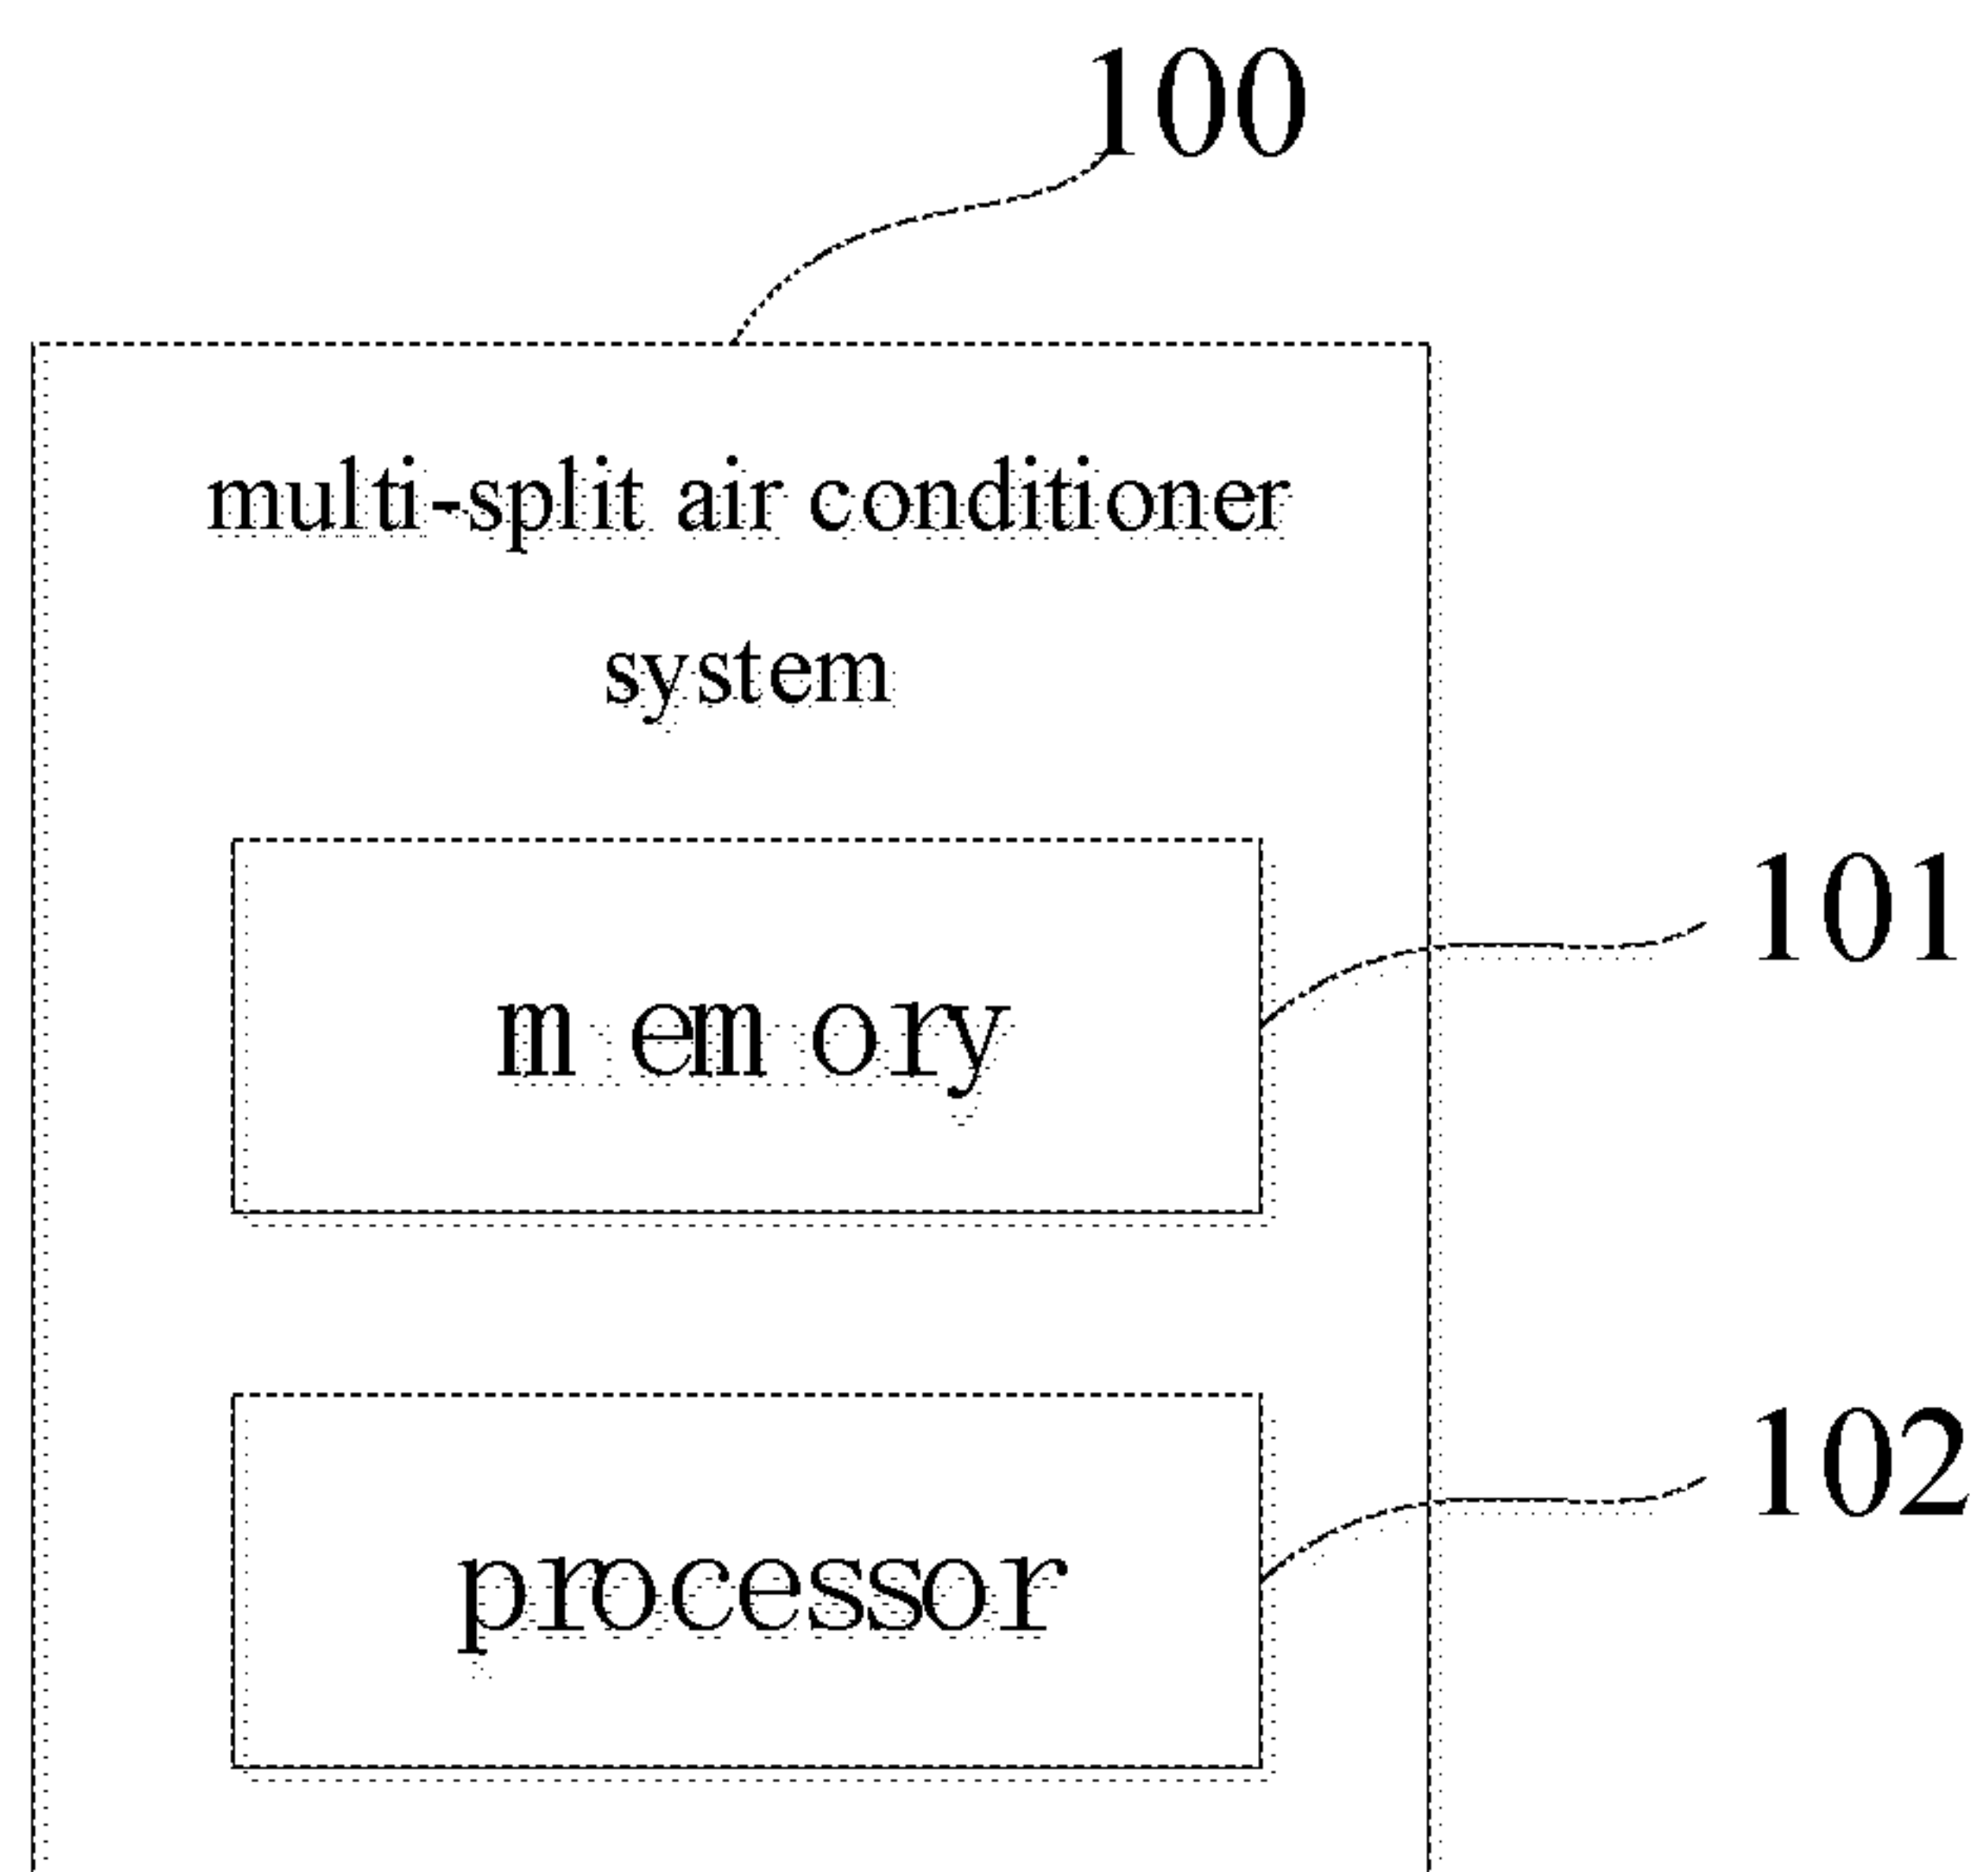 100
multi-split air conditioner
system
memory
101
processor
102